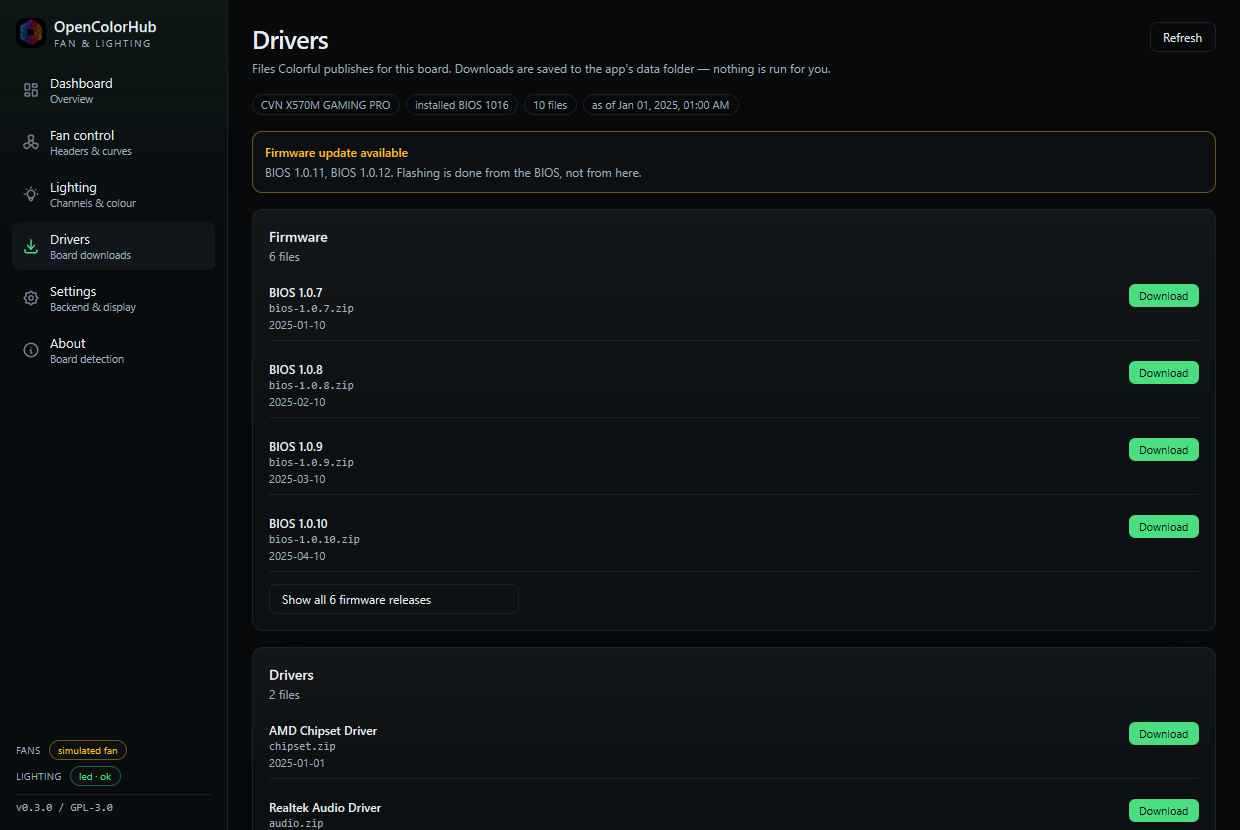 OpenColorHub
FAN & LIGHTING
Dashboard
Overview
Fan control
Headers & curves
Lighting
Channels & colour
Drivers
Board downloads
Settings
Backend & display
About
Board detection
FANS simulated fan
LIGHTING led · ok
v0.3.0 / GPL-3.0
Drivers
Refresh
Files Colorful publishes for this board. Downloads are saved to the app's data folder — nothing is run for you.
CVN X570M GAMING PRO installed BIOS 1016 10 files as of Jan 01, 2025, 01:00 AM
Firmware update available
BIOS 1.0.11, BIOS 1.0.12. Flashing is done from the BIOS, not from here.
Firmware
6 files
BIOS 1.0.7
bios-1.0.7.zip
2025-01-10
Download
BIOS 1.0.8
bios-1.0.8.zip
2025-02-10
Download
BIOS 1.0.9
bios-1.0.9.zip
2025-03-10
Download
BIOS 1.0.10
bios-1.0.10.zip
2025-04-10
Download
Show all 6 firmware releases
Drivers
2 files
AMD Chipset Driver
chipset.zip
2025-01-01
Download
Realtek Audio Driver
audio.zip
Download